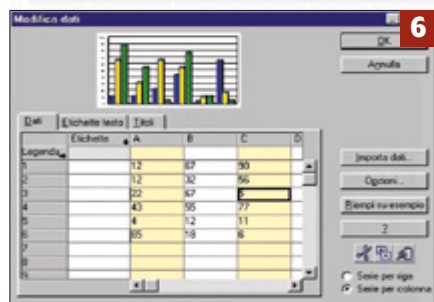 Modifica dati
6
OK
Annulla
Dati Etichette testo Titoli
Etichette A B C D
Legenda
1 12 67 90
2 12 32 56
3 22 67 5
4 43 55 77
5 4 12 11
6 85 18 6
7
8
9
Importa dati...
Opzioni...
Riempi su esempio
?
Serie per riga
Serie per colonna